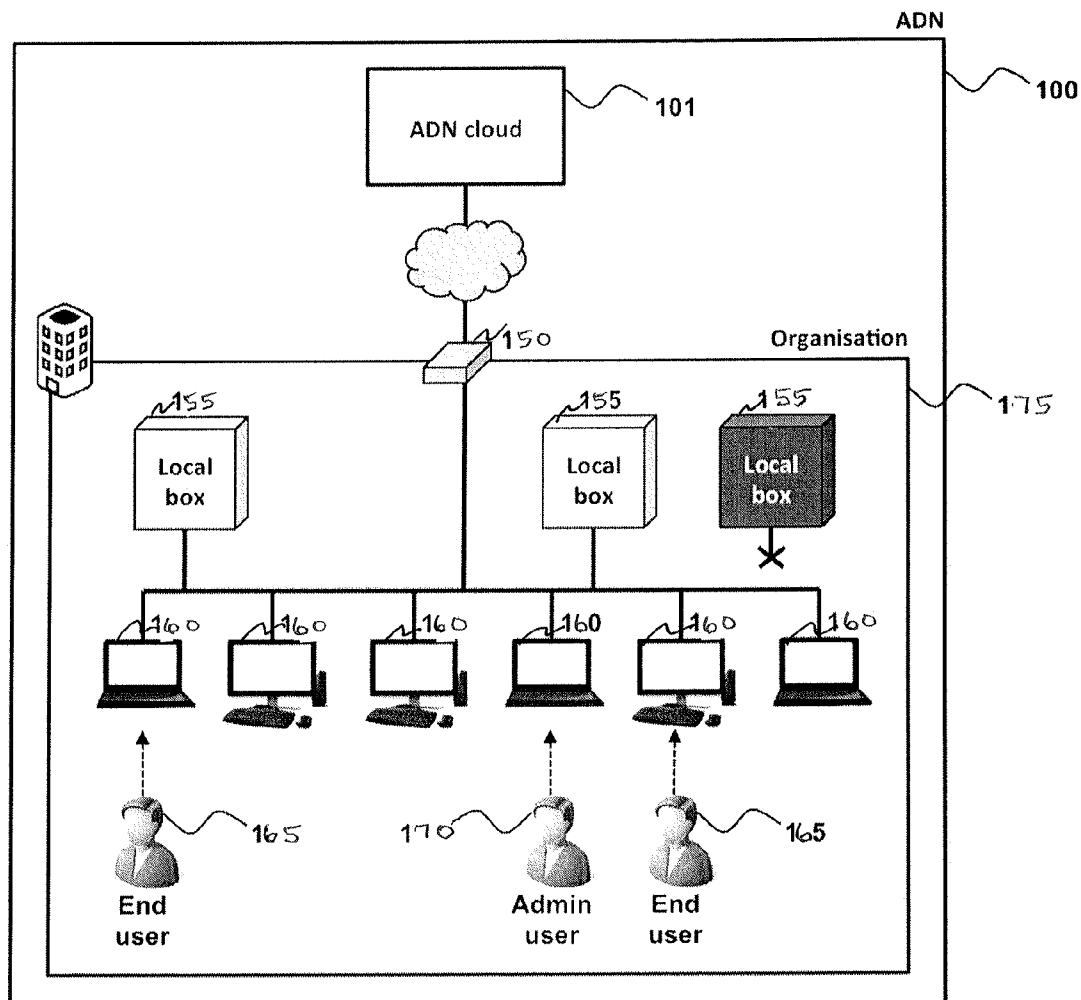 ADN
100
101
ADN cloud
150
Organisation
175
155
155
155
Local
box
Local
box
Local
box
160
160
160
160
160
160
165
170
165
End
user
Admin
user
End
user